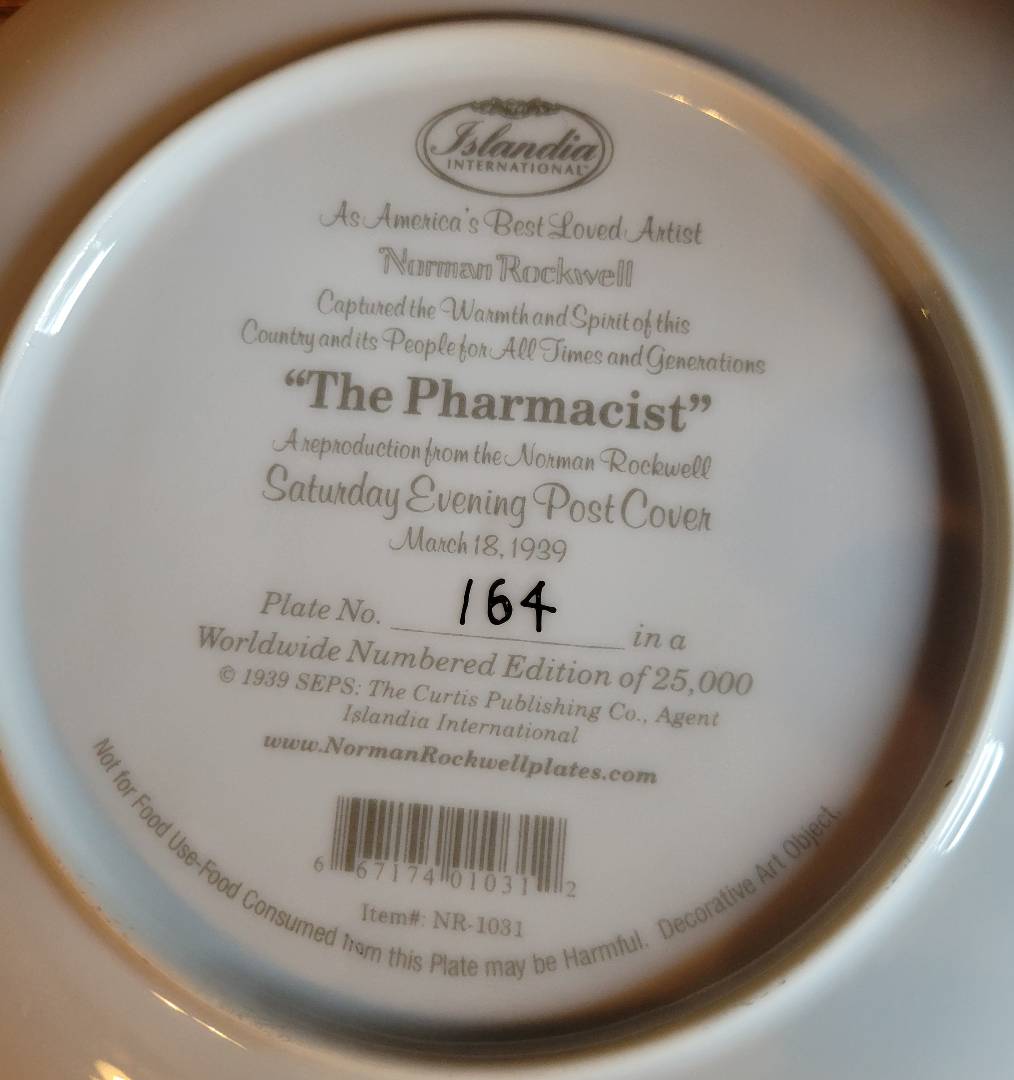 Islandia
INTERNATIONAL™
As America's Best Loved Artist
Norman Rockwell
Captured the Warmth and Spirit of this
Country and its People for All Times and Generations
“The Pharmacist”
A reproduction from the Norman Rockwell
Saturday Evening Post Cover
March 18, 1939
Plate No. 164 in a
Worldwide Numbered Edition of 25,000
© 1939 SEPS: The Curtis Publishing Co., Agent
Islandia International
www.NormanRockwellplates.com
6 67174 01031 2
Item#: NR-1031
Not for Food Use-Food Consumed from this Plate may be Harmful. Decorative Art Object.